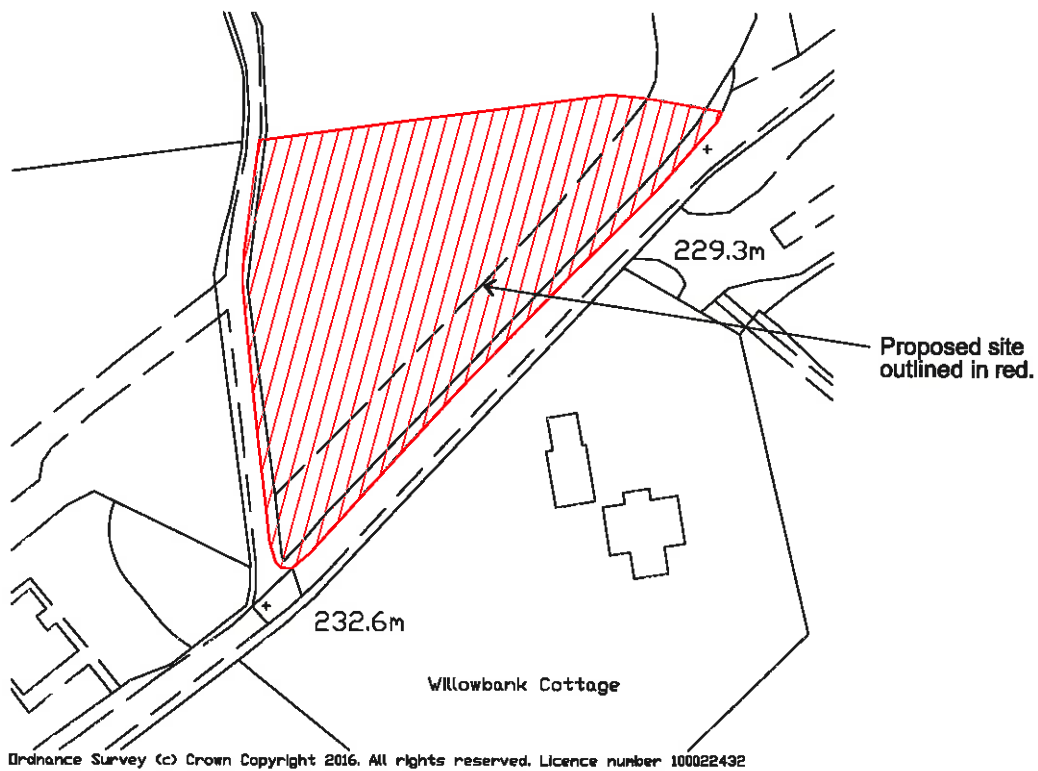 229.3m
Proposed site
outlined in red.
232.6m
Willowbank Cottage
Ordnance Survey (c) Crown Copyright 2016. All rights reserved. Licence number 100022432